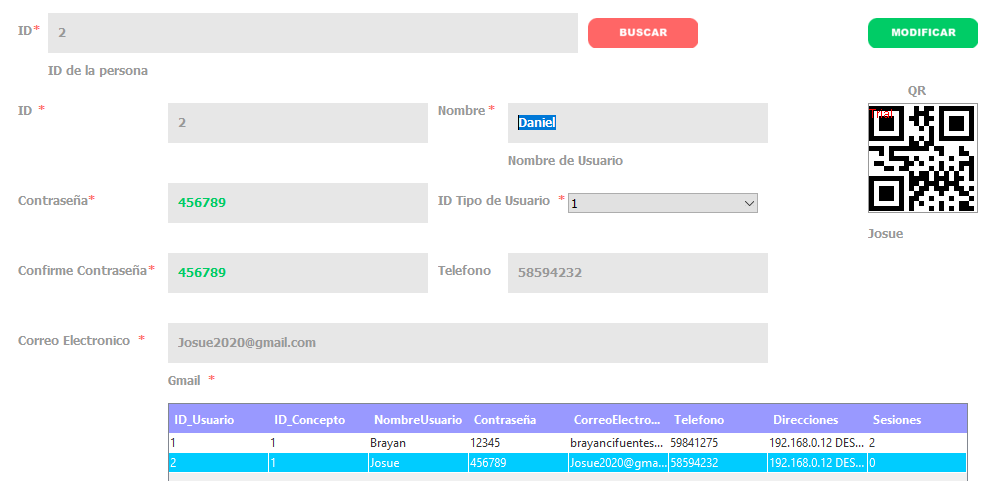 ID* 2 BUSCAR MODIFICAR
ID de la persona
QR
ID * 2 Nombre * Daniel
Trial
Nombre de Usuario
Contraseña* 456789 ID Tipo de Usuario * 1
Josue
Confirme Contraseña* 456789 Telefono 58594232
Correo Electronico * Josue2020@gmail.com
Gmail *
ID_Usuario ID_Concepto NombreUsuario Contraseña CorreoElectro... Telefono Direcciones Sesiones
1 1 Brayan 12345 brayancifuentes... 59841275 192.168.0.12 DES... 2
2 1 Josue 456789 Josue2020@gma... 58594232 192.168.0.12 DES... 0